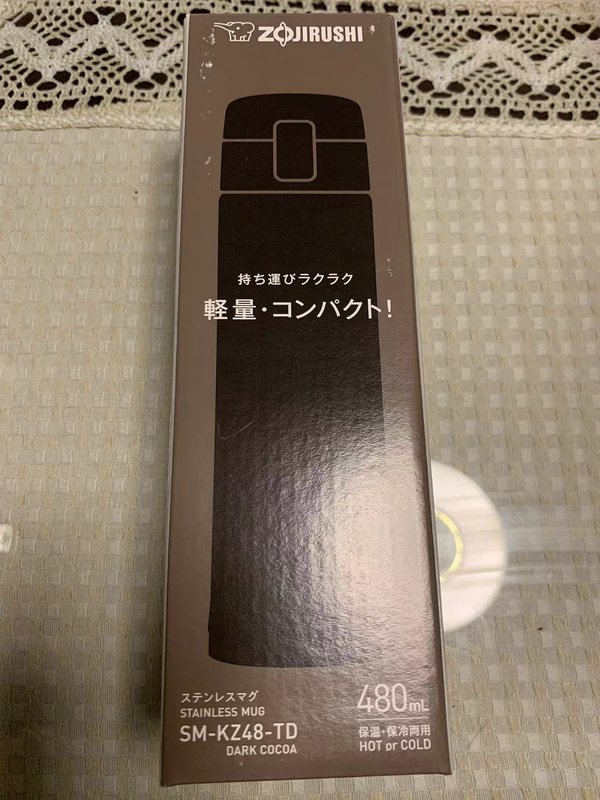 ZOJIRUSHI
持ち運びラクラク
軽量・コンパクト!
ステンレスマグ
STAINLESS MUG
SM-KZ48-TD
DARK COCOA
480mL
保温・保冷両用
HOT or COLD